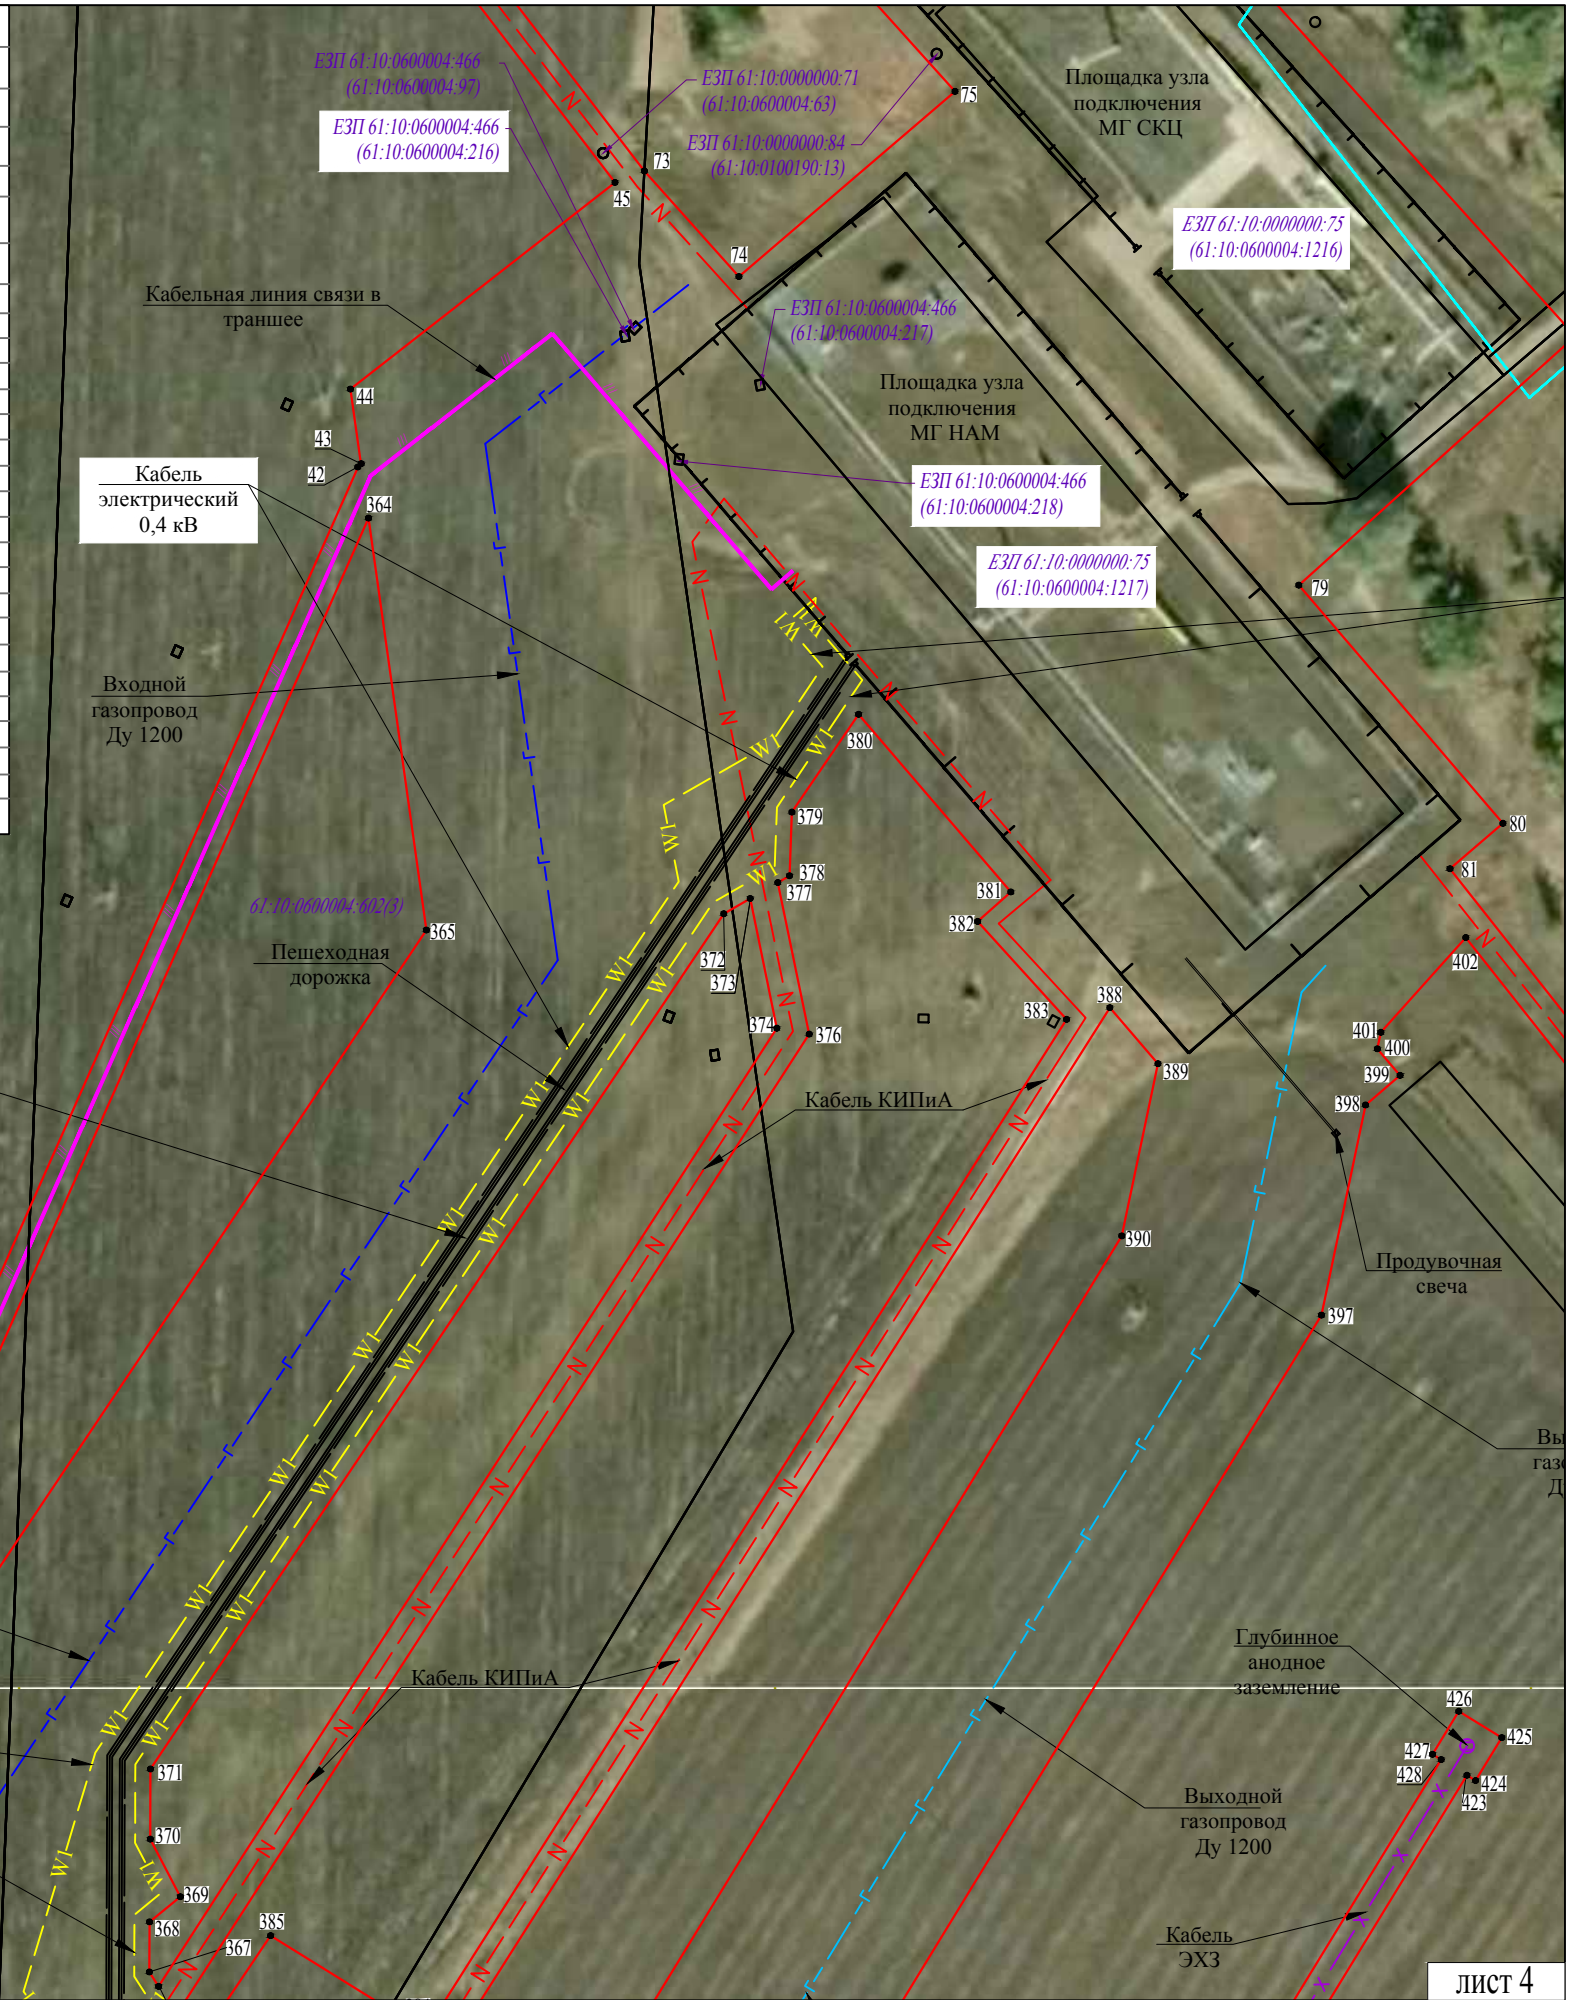 ЕЗП 61:10:0600004:466
(61:10:0600004:97)
ЕЗП 61:10:0600004:466
(61:10:0600004:216)
ЕЗП 61:10:0000000:71
(61:10:0600004:63)
ЕЗП 61:10:0000000:84
(61:10:0100190:13)
Площадка узла
подключения
МГ СКЦ
75
73
45
74
ЕЗП 61:10:0000000:75
(61:10:0600004:1216)
Кабельная линия связи в
траншее
ЕЗП 61:10:0600004:466
(61:10:0600004:217)
Площадка узла
подключения
МГ НАМ
44
43
42
Кабель
электрический
0,4 кВ
364
ЕЗП 61:10:0600004:466
(61:10:0600004:218)
ЕЗП 61:10:0000000:75
(61:10:0600004:1217)
79
Входной
газопровод
Ду 1200
380
379
80
81
378
377
381
382
61:10:0600004:602(3)
365
Пешеходная
дорожка
372
373
402
374
376
383
388
389
401
400
399
398
Кабель КИПиА
390
Продувочная
свеча
397
Вы
газо
Д
Глубинное
анодное
заземление
Кабель КИПиА
426
425
427
428
424
423
371
370
369
368
367
385
Выходной
газопровод
Ду 1200
Кабель
ЭХЗ
лист 4